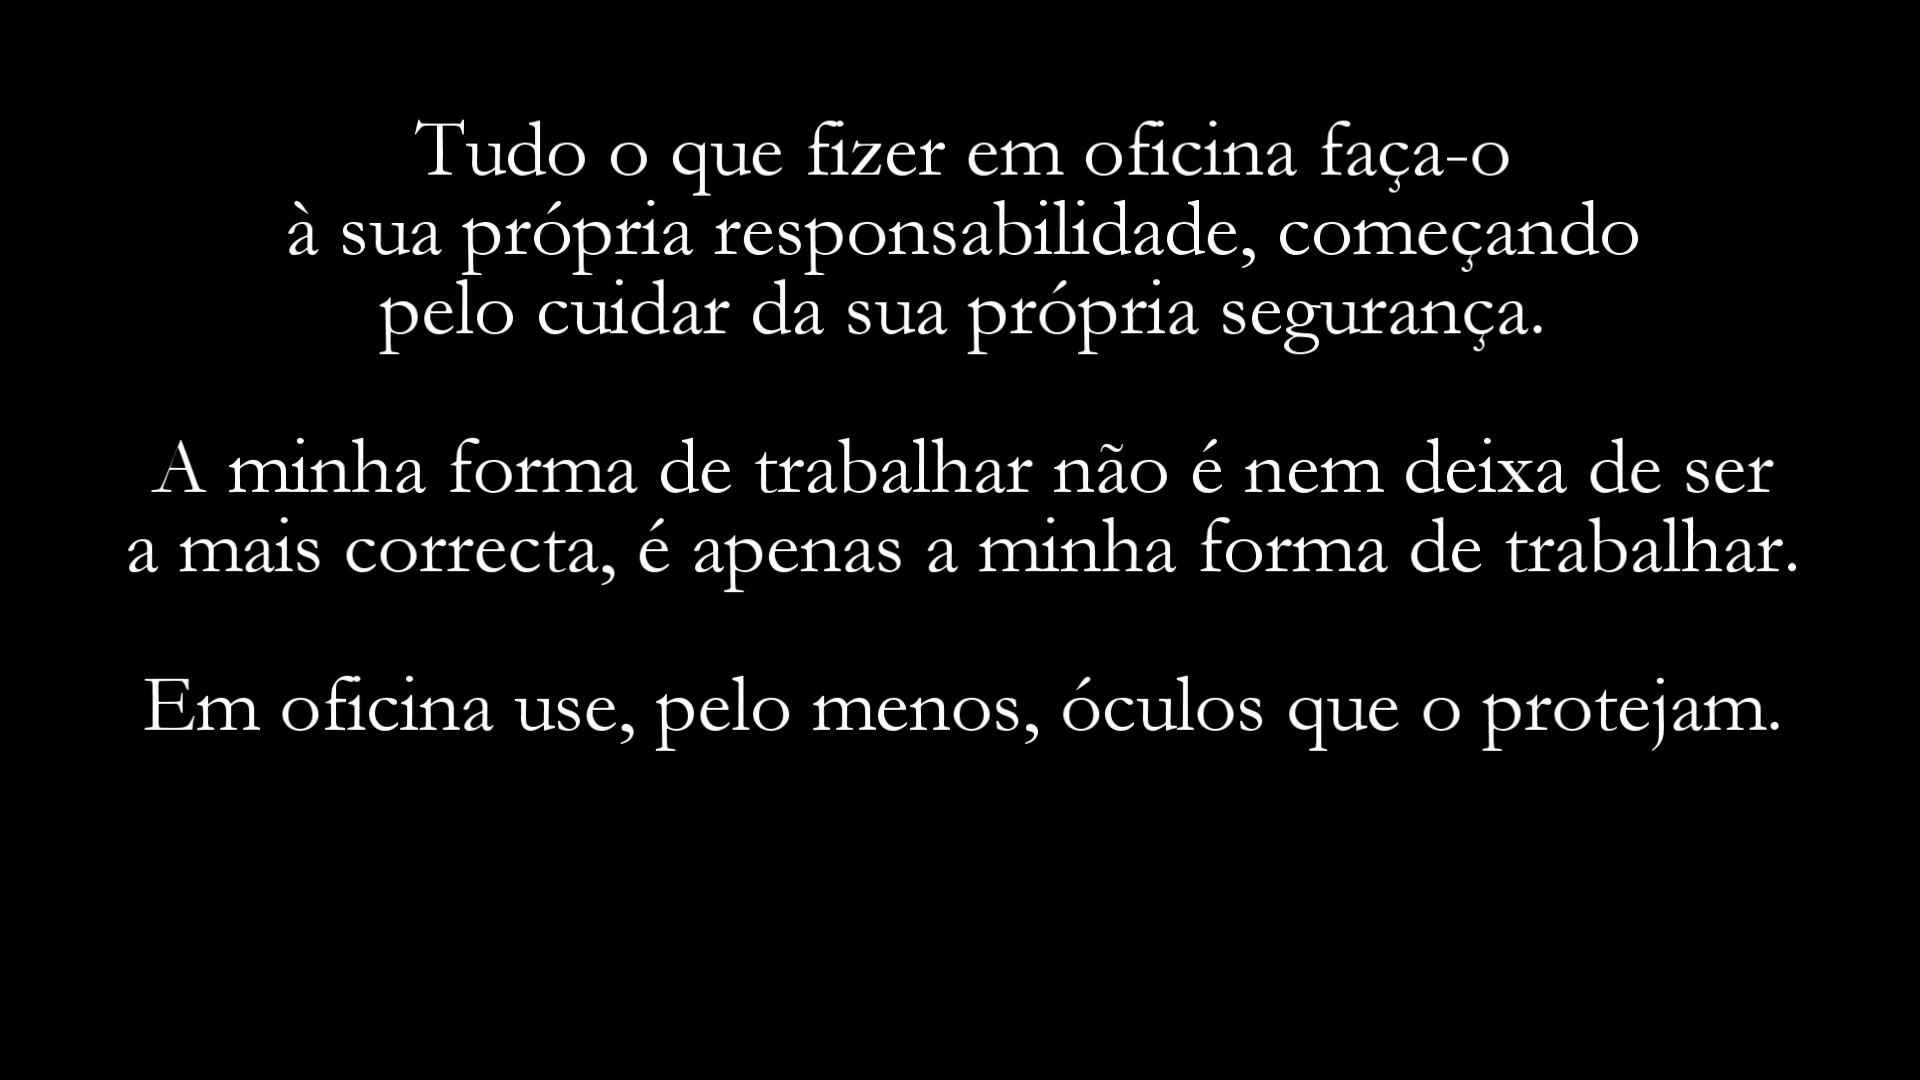 Tudo o que fizer em oficina faça-o
à sua própria responsabilidade, começando
pelo cuidar da sua própria segurança.
A minha forma de trabalhar não é nem deixa de ser
a mais correcta, é apenas a minha forma de trabalhar.
Em oficina use, pelo menos, óculos que o protejam.